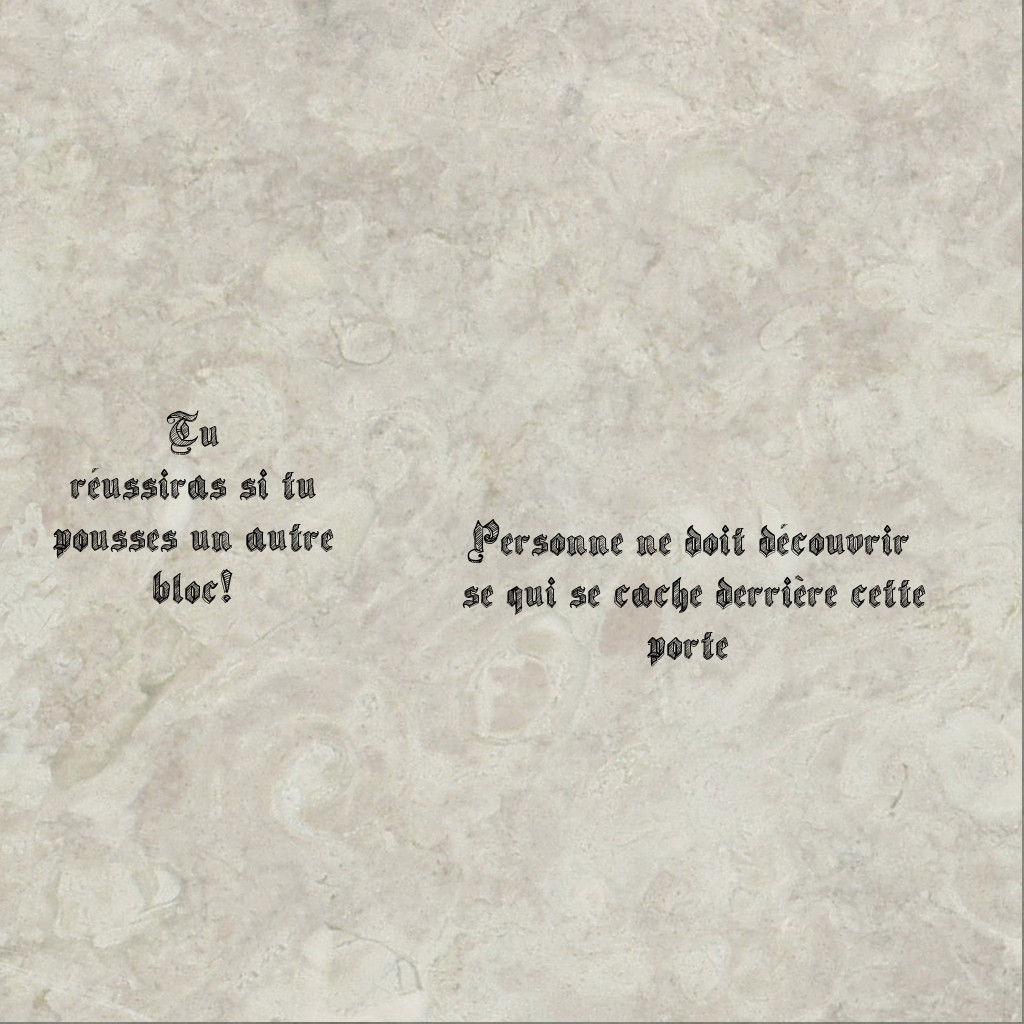 Tu
réussiras si tu
pousses un autre
bloc!
Personne ne doit découvrir
se qui se cache derrière cette
porte